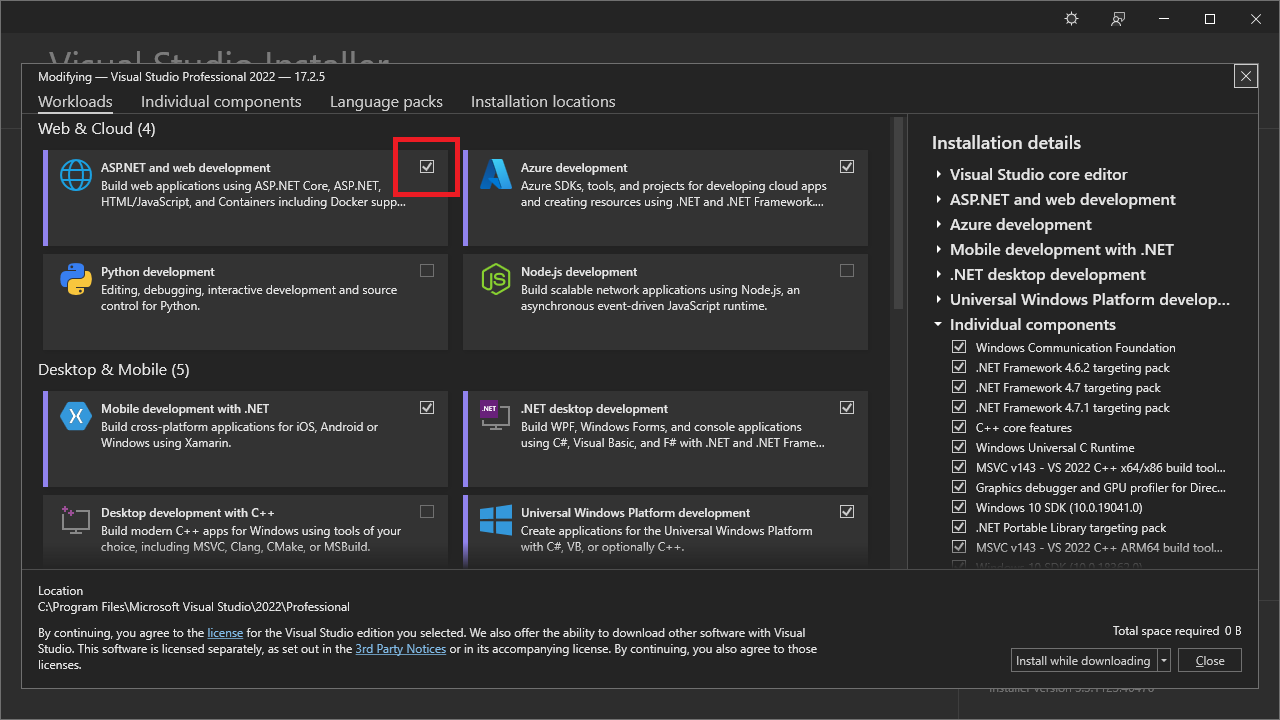 Visual Studio Installer
Modifying — Visual Studio Professional 2022 — 17.2.5
Workloads
Individual components
Language packs
Installation locations
Web & Cloud (4)
ASP.NET and web development
Build web applications using ASP.NET Core, ASP.NET,
HTML/JavaScript, and Containers including Docker supp...
Azure development
Azure SDKs, tools, and projects for developing cloud apps
and creating resources using .NET and .NET Framework....
Python development
Editing, debugging, interactive development and source
control for Python.
Node.js development
Build scalable network applications using Node.js, an
asynchronous event-driven JavaScript runtime.
JS
Desktop & Mobile (5)
Mobile development with .NET
Build cross-platform applications for iOS, Android or
Windows using Xamarin.
.NET
.NET desktop development
Build WPF, Windows Forms, and console applications
using C#, Visual Basic, and F# with .NET and .NET Frame...
Desktop development with C++
Build modern C++ apps for Windows using tools of your
choice, including MSVC, Clang, CMake, or MSBuild.
Universal Windows Platform development
Create applications for the Universal Windows Platform
with C#, VB, or optionally C++.
Installation details
Visual Studio core editor
ASP.NET and web development
Azure development
Mobile development with .NET
.NET desktop development
Universal Windows Platform develop...
Individual components
Windows Communication Foundation
.NET Framework 4.6.2 targeting pack
.NET Framework 4.7 targeting pack
.NET Framework 4.7.1 targeting pack
C++ core features
Windows Universal C Runtime
MSVC v143 - VS 2022 C++ x64/x86 build tool...
Graphics debugger and GPU profiler for Direc...
Windows 10 SDK (10.0.19041.0)
.NET Portable Library targeting pack
MSVC v143 - VS 2022 C++ ARM64 build tool...
Windows 10 SDK (10.0.18362.0)
Location
C:\Program Files\Microsoft Visual Studio\2022\Professional
By continuing, you agree to the license for the Visual Studio edition you selected. We also offer the ability to download other software with Visual
Studio. This software is licensed separately, as set out in the 3rd Party Notices or in its accompanying license. By continuing, you also agree to those
licenses.
Total space required 0 B
Install while downloading
Close